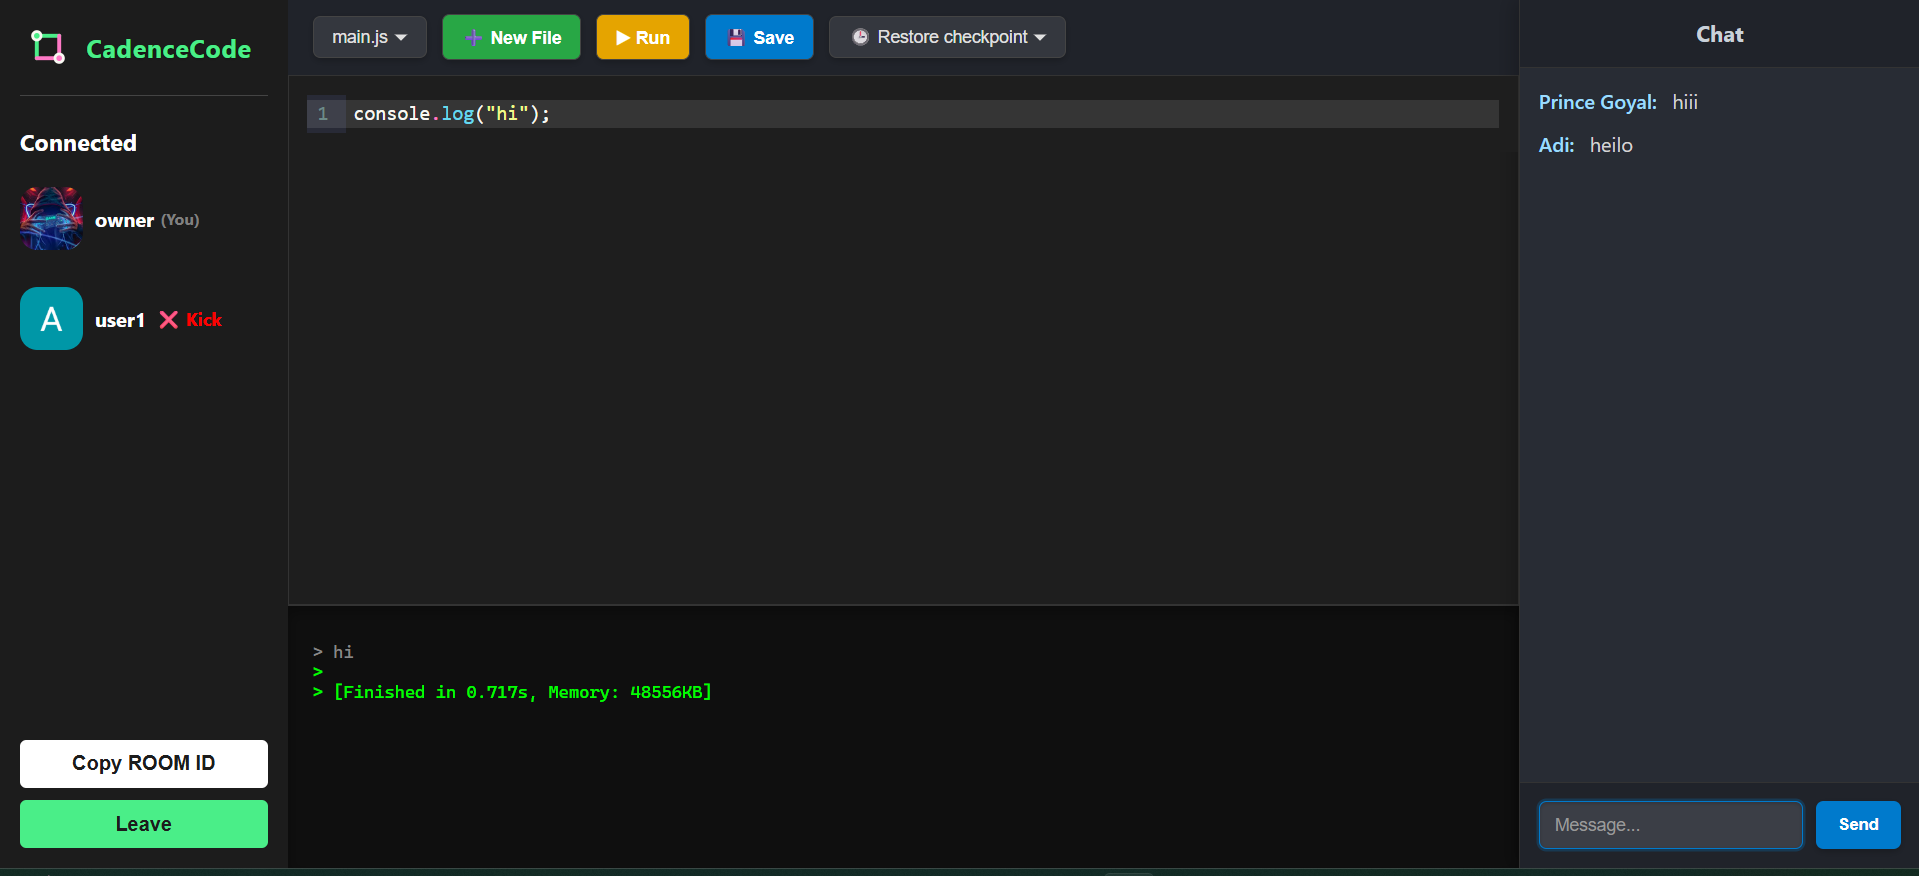 CadenceCode
Connected
owner (You)
A
user1 ❌ Kick
Copy ROOM ID
Leave
main.js
➕ New File
▶ Run
💾 Save
🕒 Restore checkpoint
1 console.log("hi");
> hi
>
> [Finished in 0.717s, Memory: 48556KB]
Chat
Prince Goyal: hiii
Adi: heilo
Message...
Send